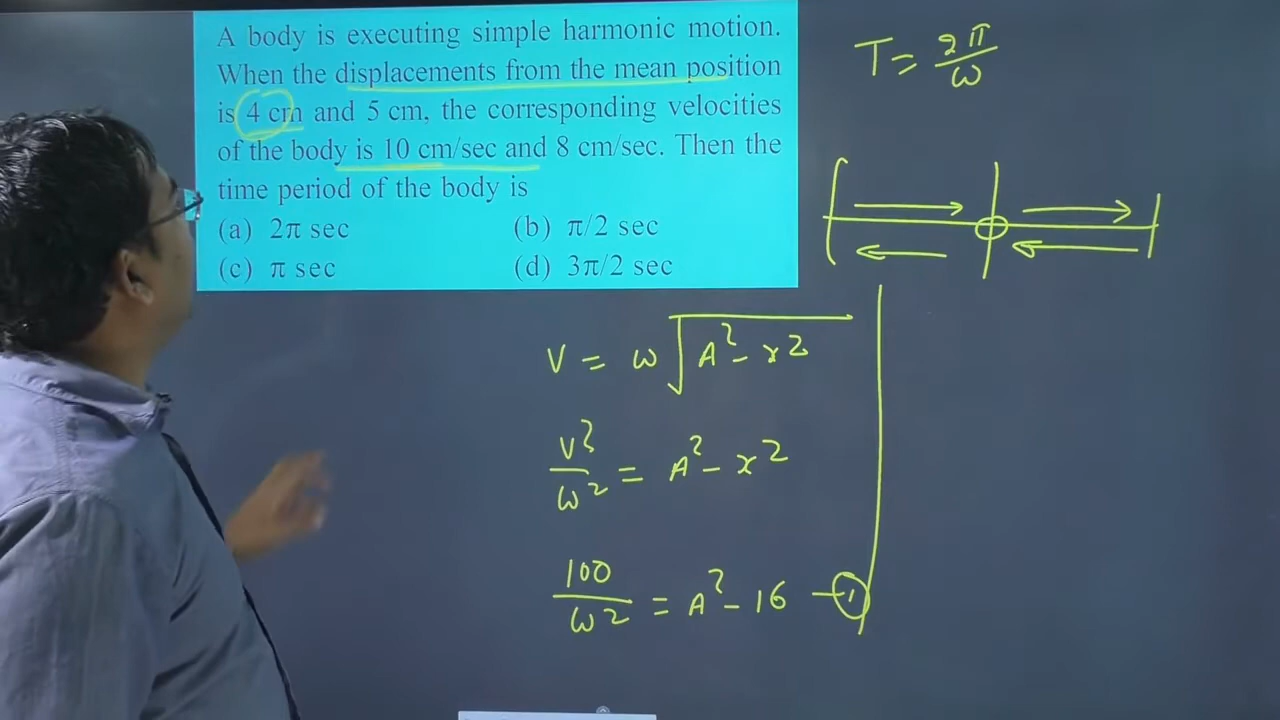 A body is executing simple harmonic motion.
When the displacements from the mean position
is 4 cm and 5 cm, the corresponding velocities
of the body is 10 cm/sec and 8 cm/sec. Then the
time period of the body is
(a) 2π sec (b) π/2 sec
(c) π sec (d) 3π/2 sec
T = 2π/ω
V = ω√(A² - x²)
V²/ω² = A² - x²
100/ω² = A² - 16 — 1